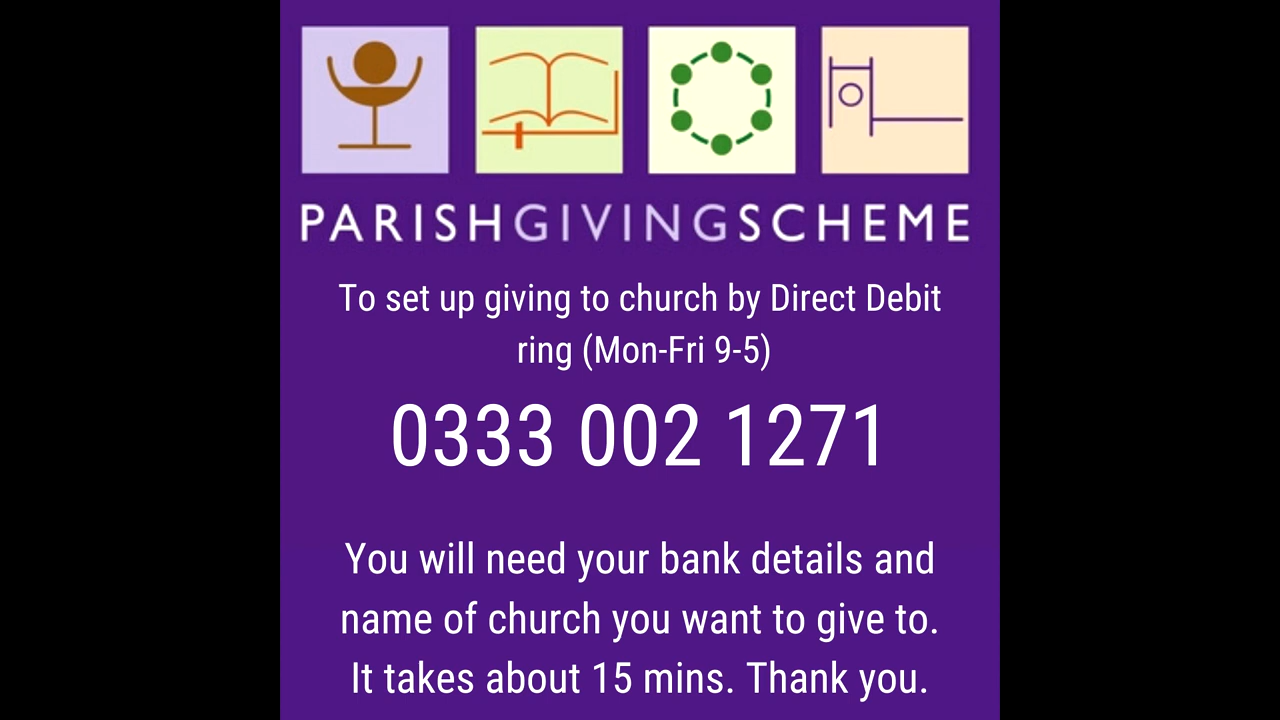 PARISHGIVINGSCHEME
To set up giving to church by Direct Debit
ring (Mon-Fri 9-5)
0333 002 1271
You will need your bank details and
name of church you want to give to.
It takes about 15 mins. Thank you.